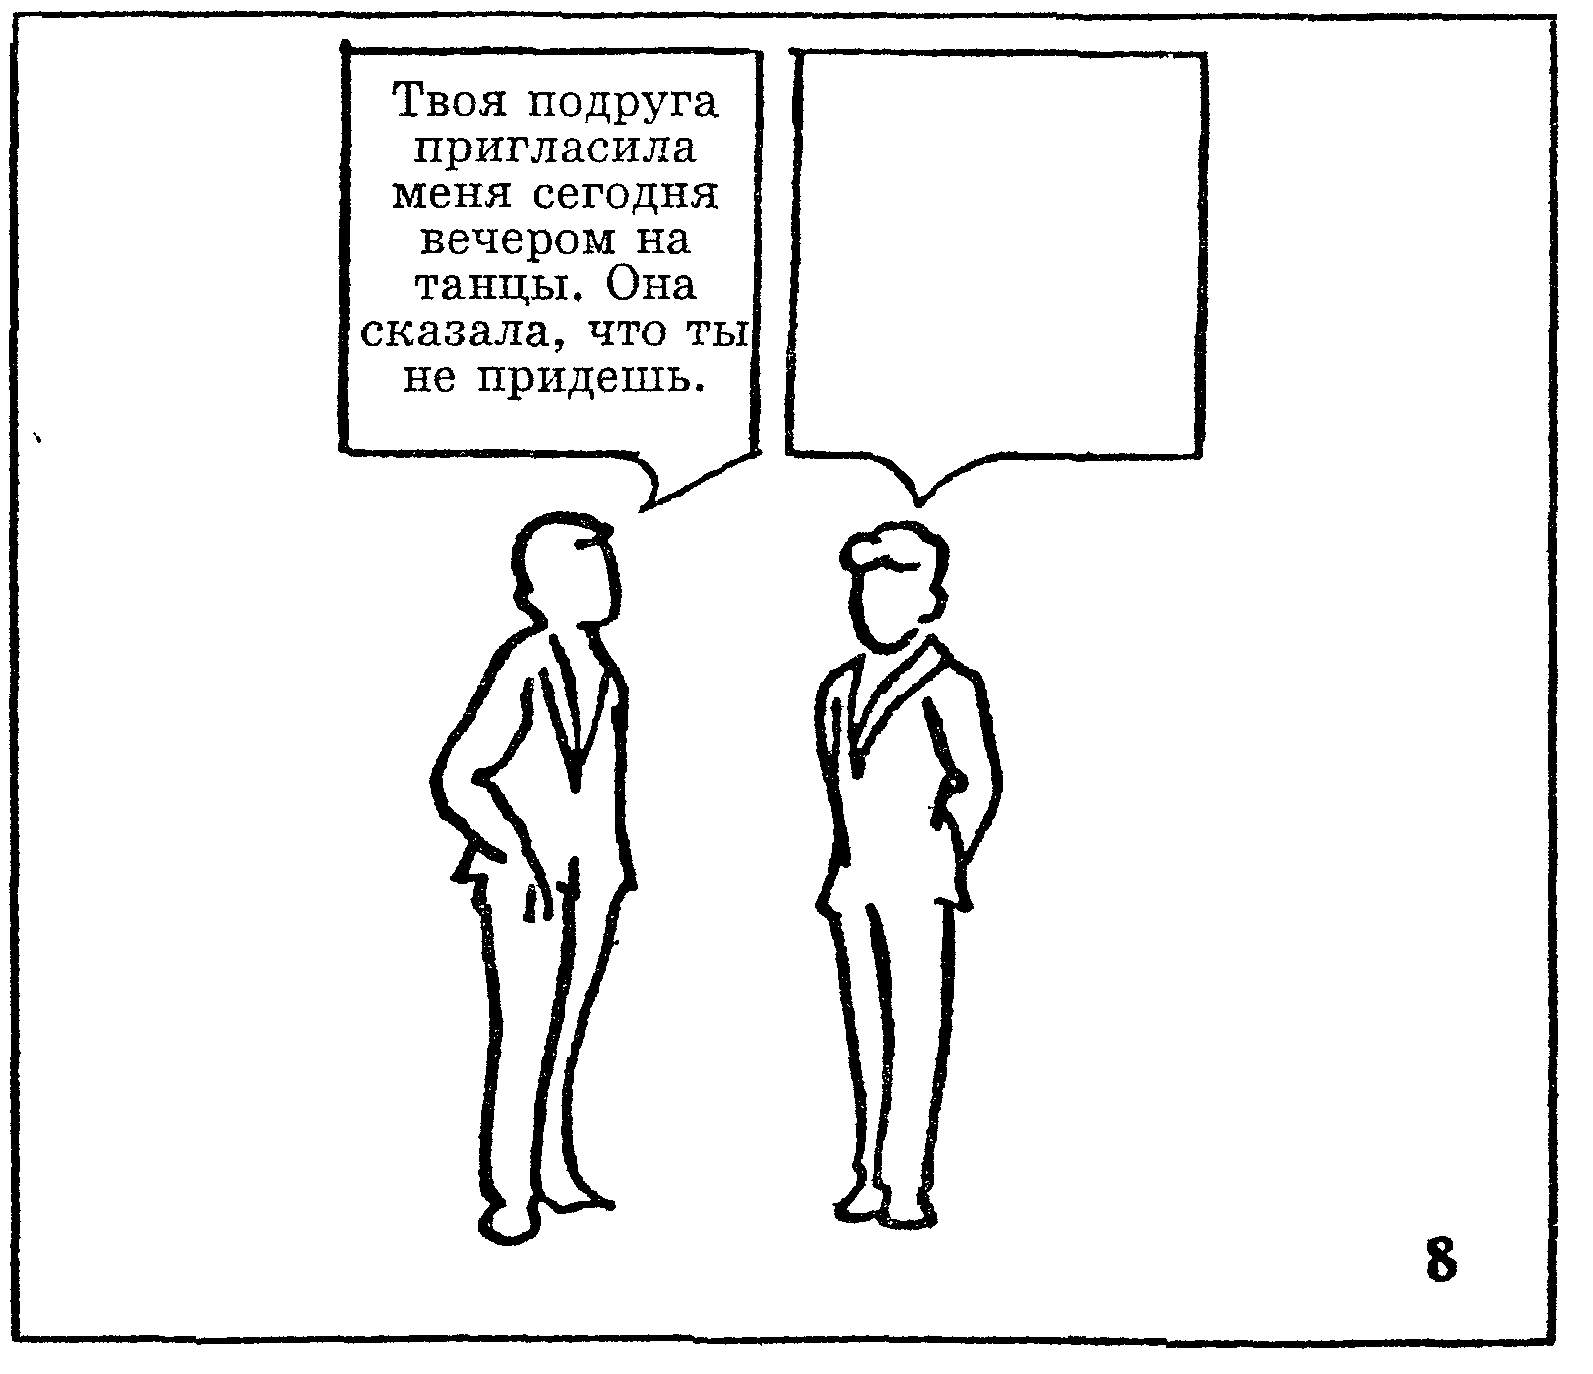 Твоя подруга
пригласила
меня сегодня
вечером на
танцы. Она
сказала, что ты
не придешь.
8